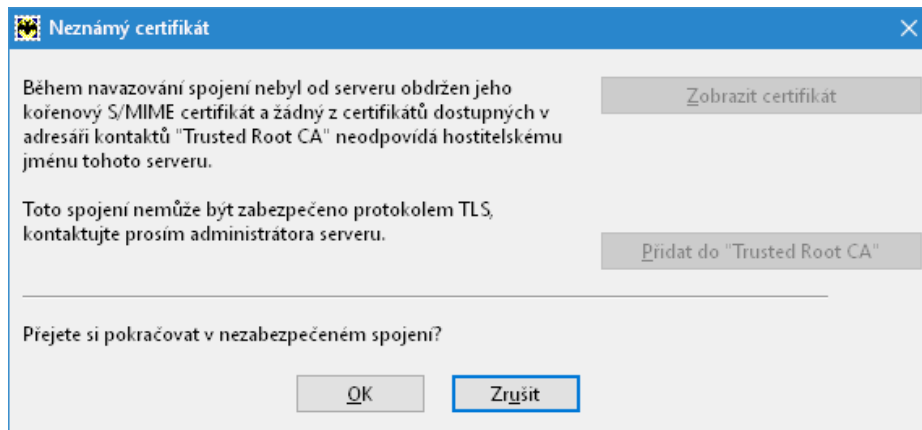 Neznámý certifikát
Během navazování spojení nebyl od serveru obdržen jeho
kořenový S/MIME certifikát a žádný z certifikátů dostupných v
adresáři kontaktů "Trusted Root CA" neodpovídá hostitelskému
jménu tohoto serveru.
Zobrazit certifikát
Toto spojení nemůže být zabezpečeno protokolem TLS,
kontaktujte prosím administrátora serveru.
Přidat do "Trusted Root CA"
Přejete si pokračovat v nezabezpečeném spojení?
OK
Zrušit